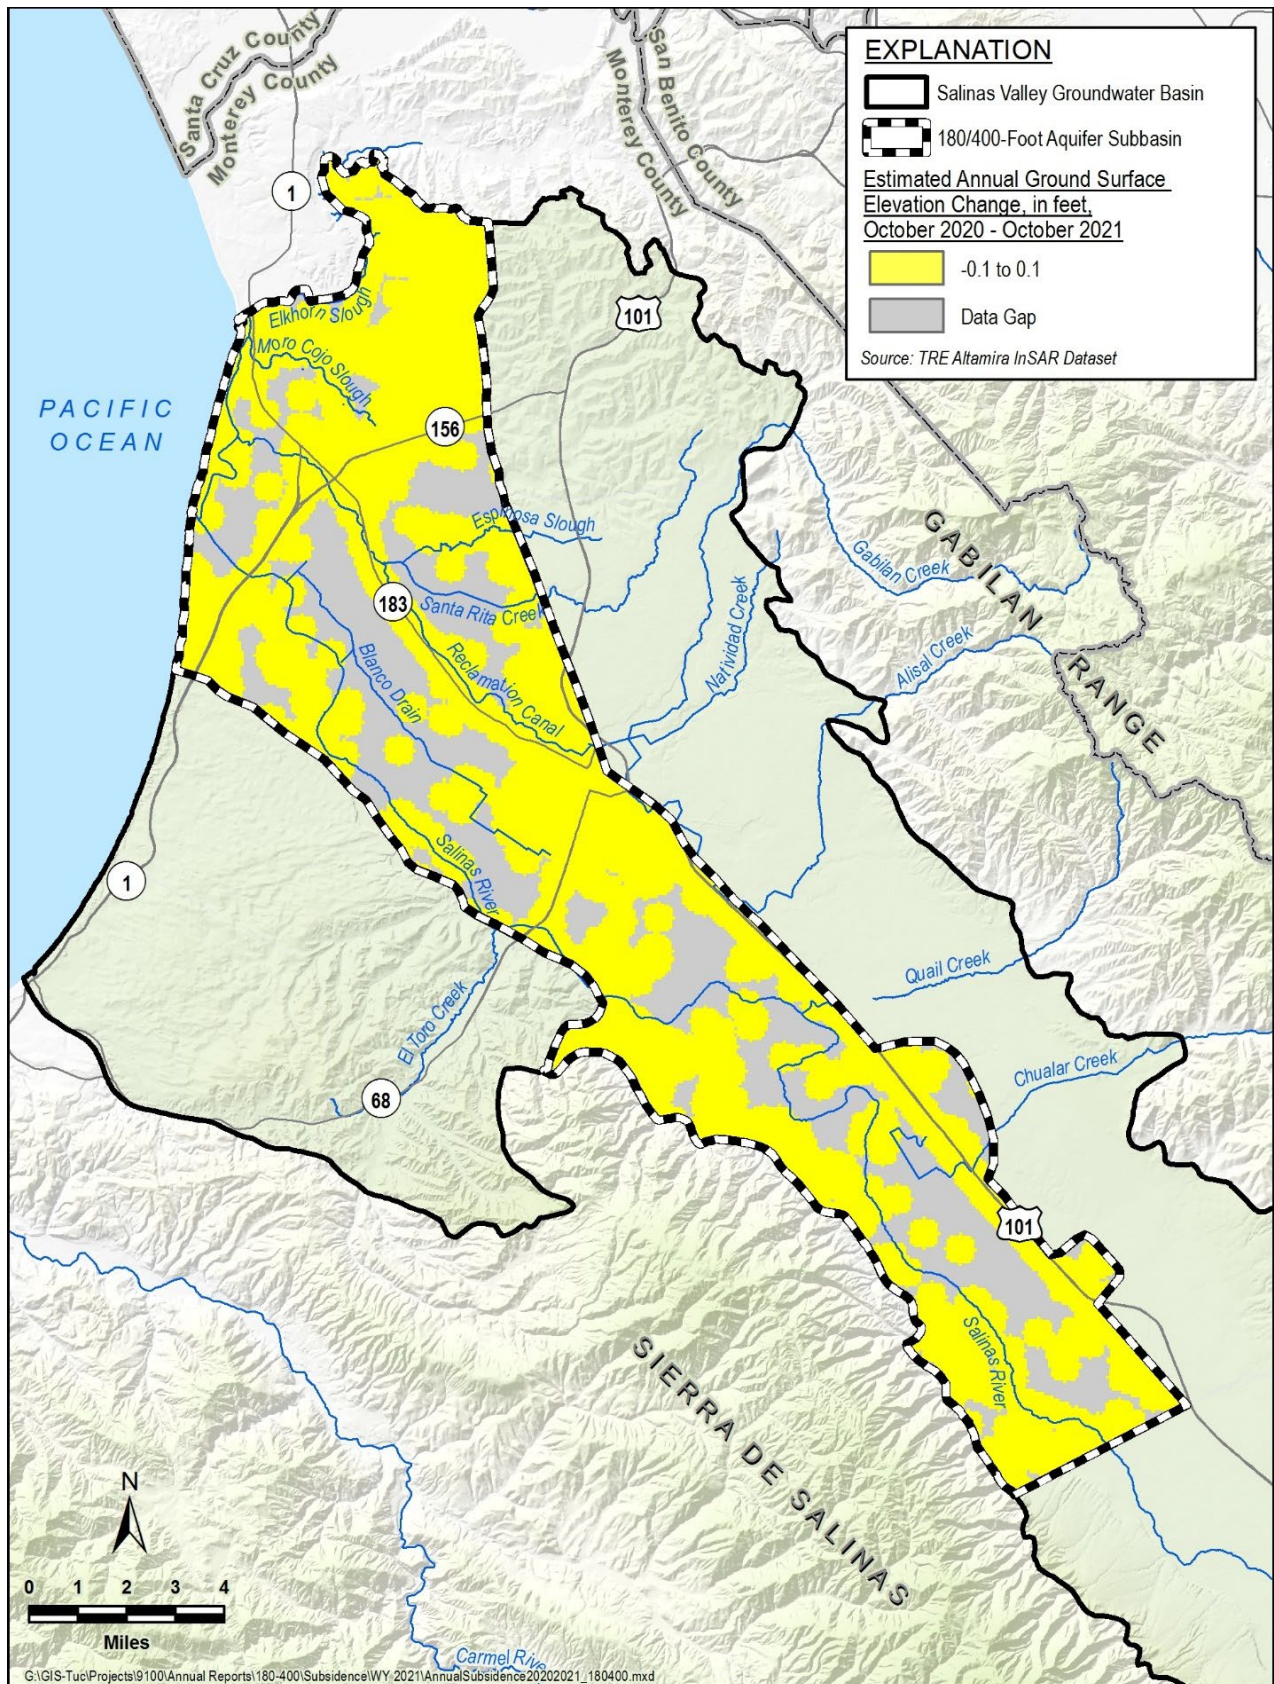 EXPLANATION
Salinas Valley Groundwater Basin
180/400-Foot Aquifer Subbasin
Estimated Annual Ground Surface
Elevation Change, in feet,
October 2020 - October 2021
-0.1 to 0.1
Data Gap
Source: TRE Altamira InSAR Dataset
Santa Cruz County
Monterey County
San Benito County
Monterey County
1
101
Elkhorn Slough
Moro Cojo Slough
PACIFIC
OCEAN
156
Espinosa Slough
GABILAN
RANGE
Gabilan Creek
183
Santa Rita Creek
Natividad Creek
Alisal Creek
Reclamation Canal
Blanco Drain
Salinas River
1
Quail Creek
El Toro Creek
Chualar Creek
68
101
Salinas River
SIERRA DE SALINAS
N
0 1 2 3 4
Miles
Carmel River
G:\GIS-Tuc\Projects\9100\Annual Reports\180-400\Subsidence\WY 2021\AnnualSubsidence20202021_180400.mxd